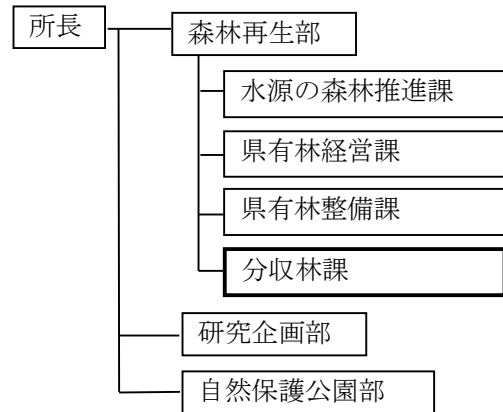 所長
森林再生部
水源の森林推進課
県有林経営課
県有林整備課
分収林課
研究企画部
自然保護公園部